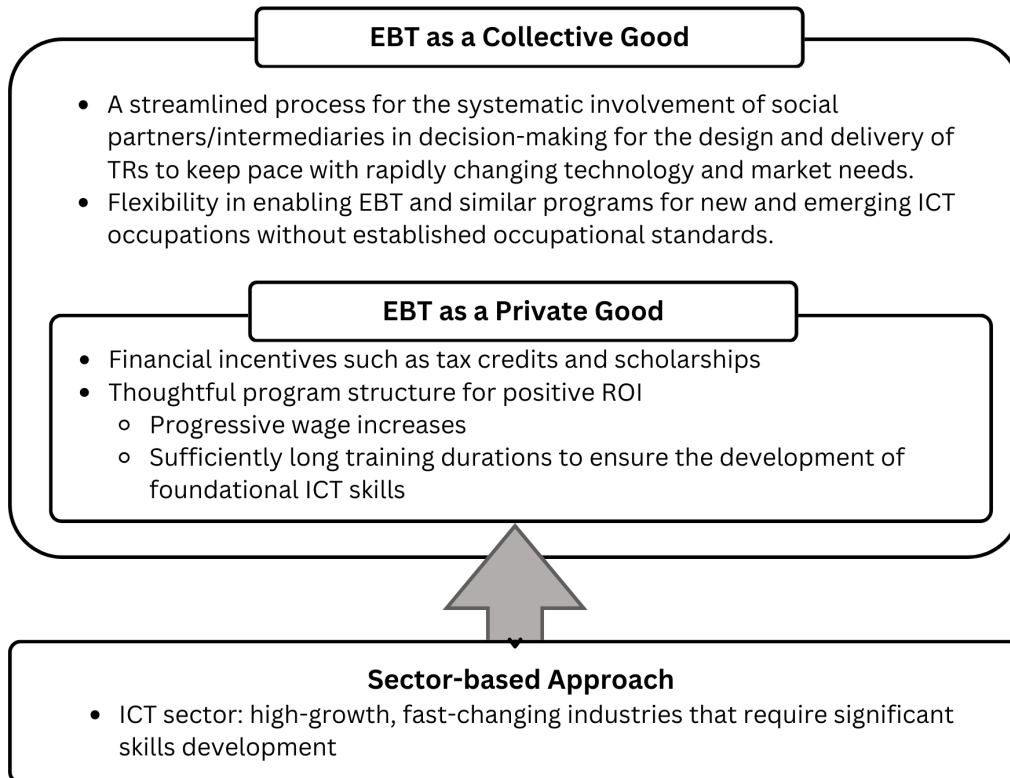 EBT as a Collective Good
• A streamlined process for the systematic involvement of social
partners/intermediaries in decision-making for the design and delivery of
TRs to keep pace with rapidly changing technology and market needs.
• Flexibility in enabling EBT and similar programs for new and emerging ICT
occupations without established occupational standards.
EBT as a Private Good
• Financial incentives such as tax credits and scholarships
• Thoughtful program structure for positive ROI
○ Progressive wage increases
○ Sufficiently long training durations to ensure the development of
foundational ICT skills
Sector-based Approach
• ICT sector: high-growth, fast-changing industries that require significant
skills development